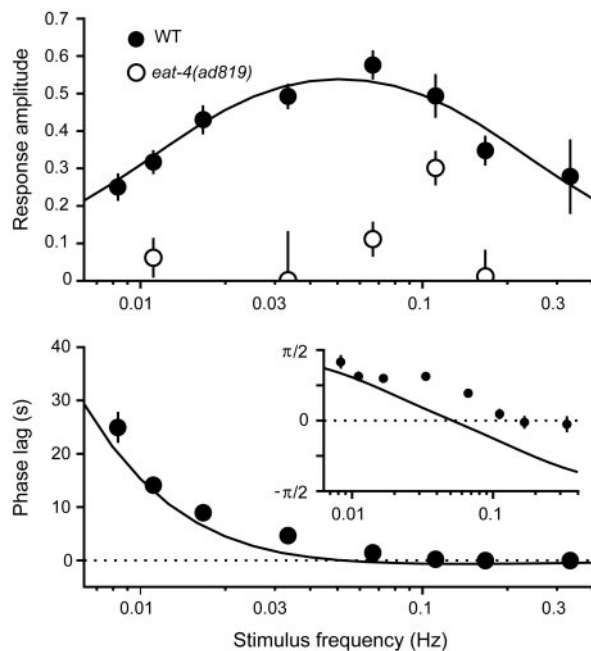 0.7
0.6
0.5
0.4
0.3
0.2
0.1
0
Response amplitude
WT
eat-4(ad819)
0.01 0.03 0.1 0.3
40
30
20
10
0
Phase lag (s)
π/2
0
-π/2
0.01 0.1
0.01 0.03 0.1 0.3
Stimulus frequency (Hz)